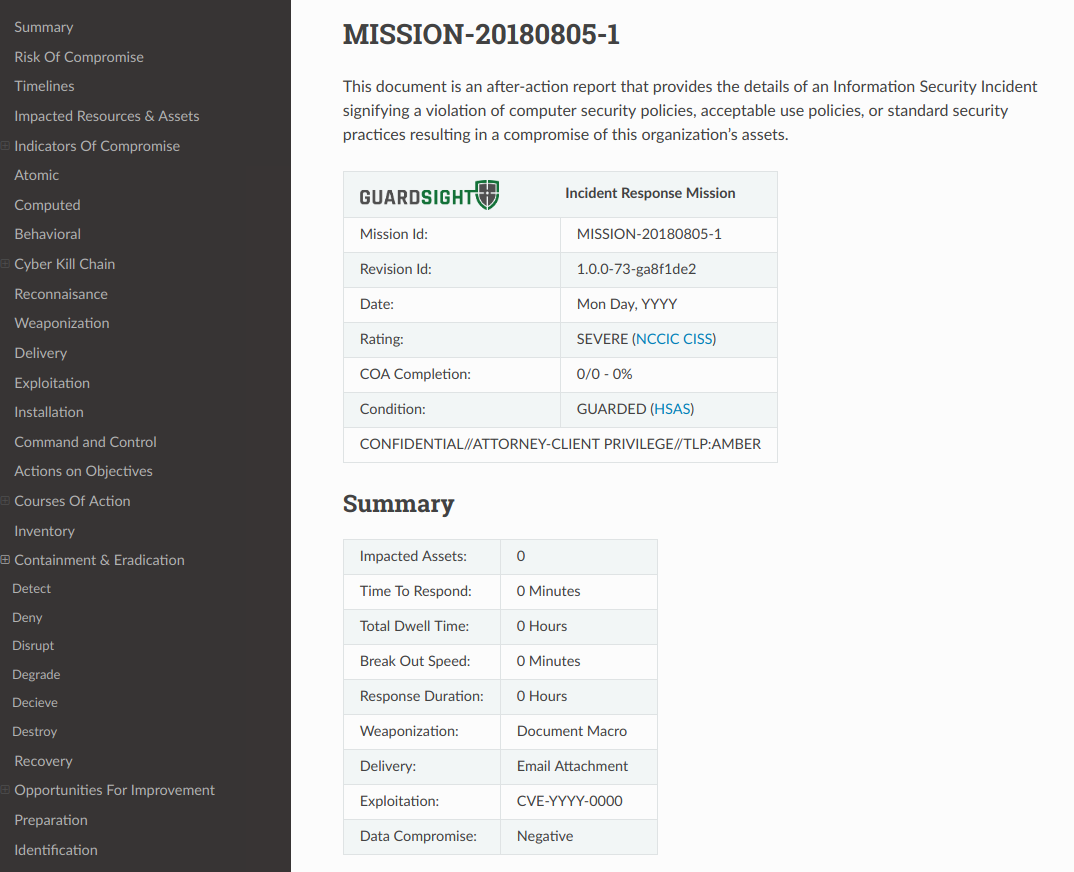 Summary
Risk Of Compromise
Timelines
Impacted Resources & Assets
Indicators Of Compromise
Atomic
Computed
Behavioral
Cyber Kill Chain
Reconnaisance
Weaponization
Delivery
Exploitation
Installation
Command and Control
Actions on Objectives
Courses Of Action
Inventory
Containment & Eradication
Detect
Deny
Disrupt
Degrade
Decieve
Destroy
Recovery
Opportunities For Improvement
Preparation
Identification
MISSION-20180805-1
This document is an after-action report that provides the details of an Information Security Incident
signifying a violation of computer security policies, acceptable use policies, or standard security
practices resulting in a compromise of this organization's assets.
GUARDSIGHT Incident Response Mission
Mission Id: MISSION-20180805-1
Revision Id: 1.0.0-73-ga8f1de2
Date: Mon Day, YYYY
Rating: SEVERE (NCCIC CISS)
COA Completion: 0/0 - 0%
Condition: GUARDED (HSAS)
CONFIDENTIAL//ATTORNEY-CLIENT PRIVILEGE//TLP:AMBER
Summary
Impacted Assets: 0
Time To Respond: 0 Minutes
Total Dwell Time: 0 Hours
Break Out Speed: 0 Minutes
Response Duration: 0 Hours
Weaponization: Document Macro
Delivery: Email Attachment
Exploitation: CVE-YYYY-0000
Data Compromise: Negative